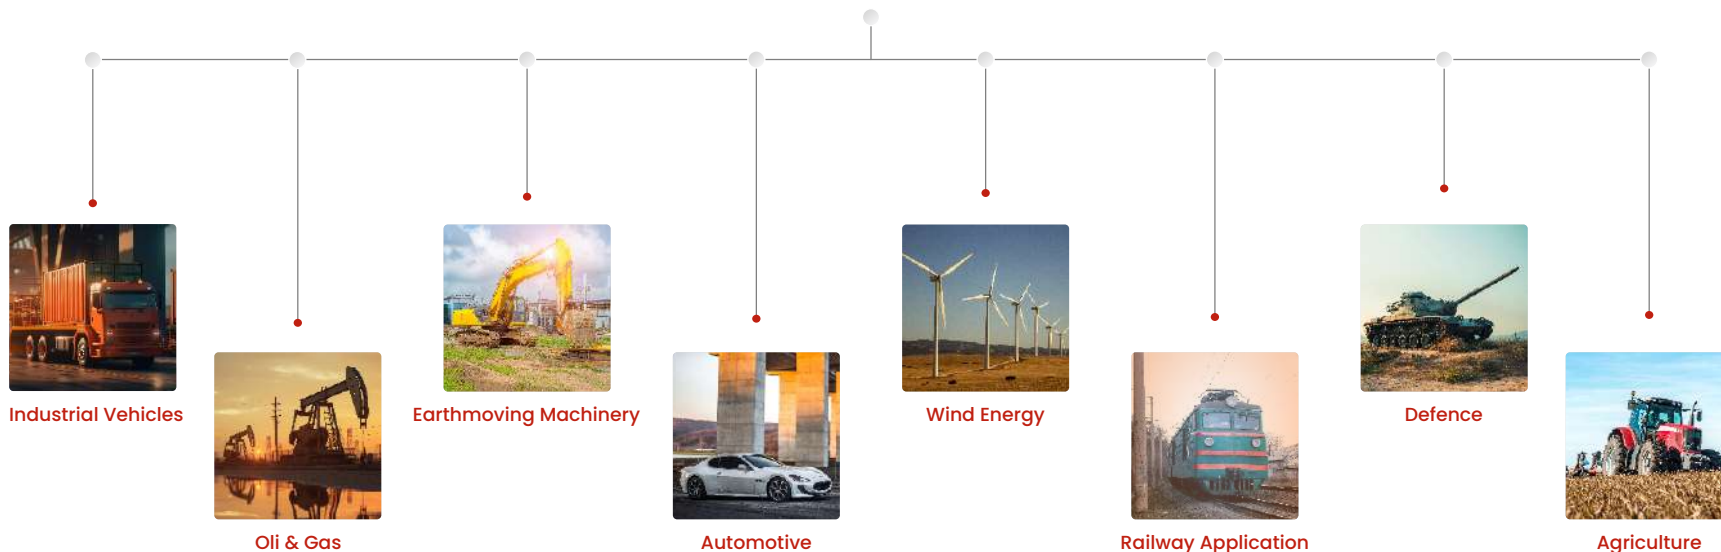 Industrial Vehicles
Oli & Gas
Earthmoving Machinery
Automotive
Wind Energy
Railway Application
Defence
Agriculture